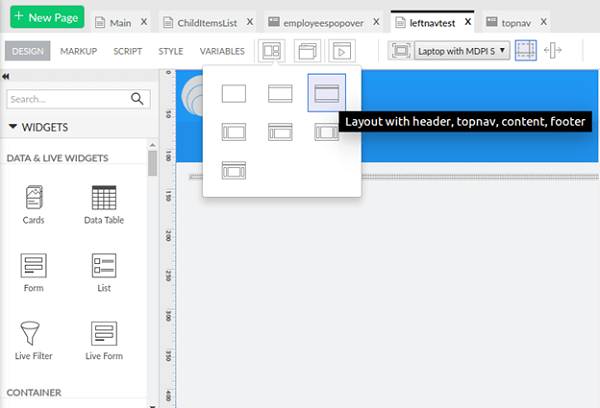 + New Page Main X ChildItemsList X employeespopover X leftnavtest X topnav X
DESIGN MARKUP SCRIPT STYLE VARIABLES Laptop with MDPI S
Search...
WIDGETS
Layout with header, topnav, content, footer
DATA & LIVE WIDGETS
Cards Data Table
Form List
Live Filter Live Form
CONTAINER
0
50
100
150
200
250
300
350
400